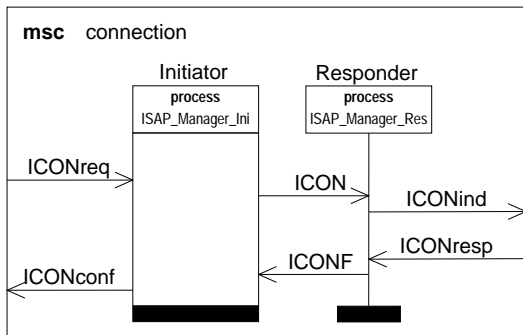 msc connection
Initiator
Responder
process
ISAP_Manager_Ini
process
ISAP_Manager_Res
ICONreq
ICON
ICONind
ICONresp
ICONF
ICONconf